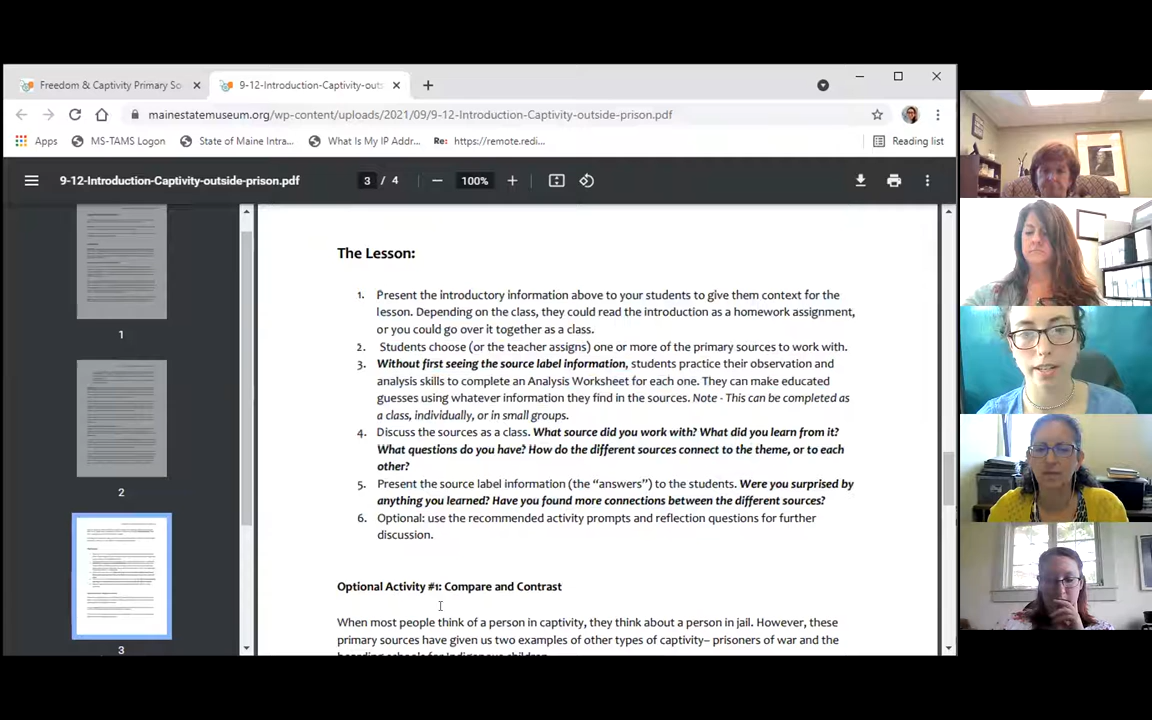 Freedom & Captivity Primary So
9-12-Introduction-Captivity-outs
mainestatemuseum.org/wp-content/uploads/2021/09/9-12-Introduction-Captivity-outside-prison.pdf
Apps MS-TAMS Logon State of Maine Intra... What Is My IP Addr... Re: https://remote.redi... Reading list
9-12-Introduction-Captivity-outside-prison.pdf 3 / 4 100%
1
2
3
The Lesson:
1. Present the introductory information above to your students to give them context for the
lesson. Depending on the class, they could read the introduction as a homework assignment,
or you could go over it together as a class.
2. Students choose (or the teacher assigns) one or more of the primary sources to work with.
3. Without first seeing the source label information, students practice their observation and
analysis skills to complete an Analysis Worksheet for each one. They can make educated
guesses using whatever information they find in the sources. Note - This can be completed as
a class, individually, or in small groups.
4. Discuss the sources as a class. What source did you work with? What did you learn from it?
What questions do you have? How do the different sources connect to the theme, or to each
other?
5. Present the source label information (the “answers”) to the students. Were you surprised by
anything you learned? Have you found more connections between the different sources?
6. Optional: use the recommended activity prompts and reflection questions for further
discussion.
Optional Activity #1: Compare and Contrast
When most people think of a person in captivity, they think about a person in jail. However, these
primary sources have given us two examples of other types of captivity– prisoners of war and the